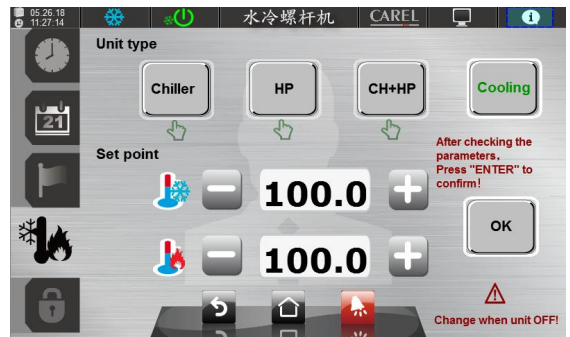 05.26.18
11:27:14
水冷螺杆机
CAREL
i
Unit type
Chiller
HP
CH+HP
Cooling
21
After checking the
parameters,
Press "ENTER" to
confirm!
Set point
100.0
OK
100.0
Change when unit OFF!